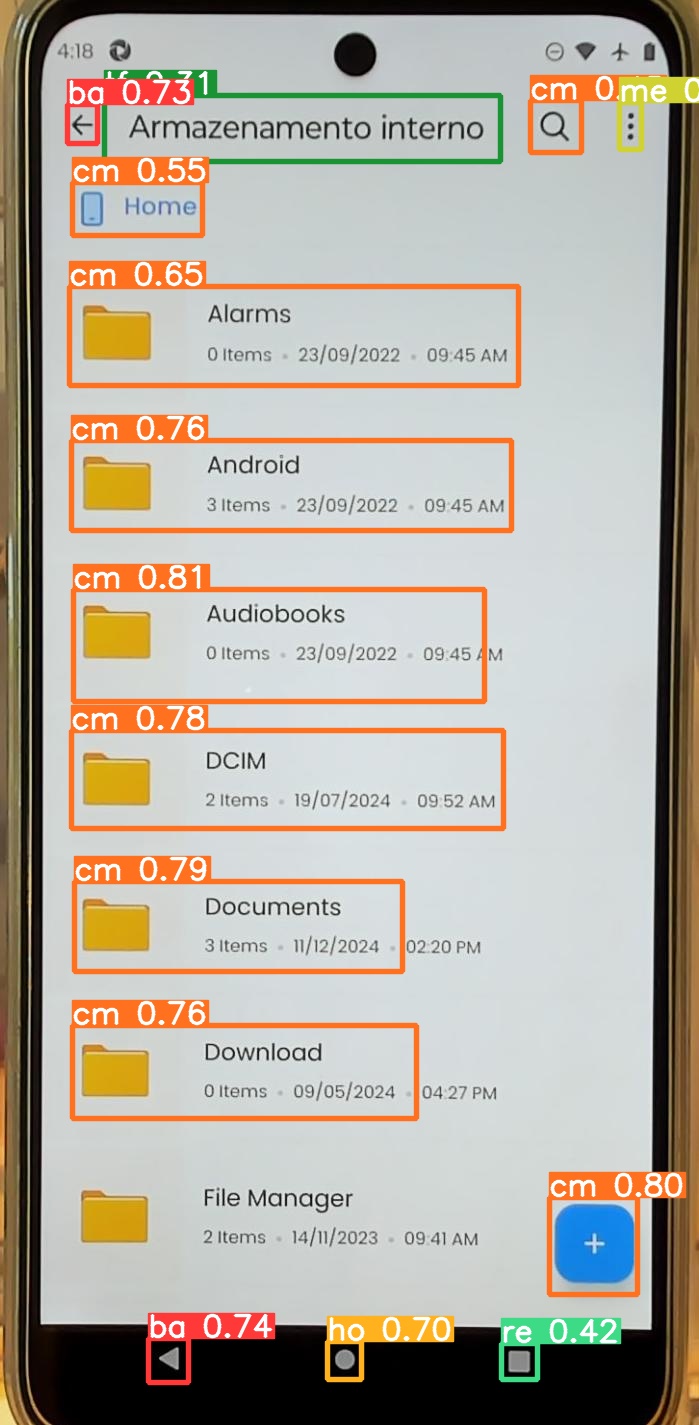 4:18
ba 0.73
cm 0.
me 0
Armazenamento interno
cm 0.55
Home
cm 0.65
Alarms
0 Items • 23/09/2022 • 09:45 AM
cm 0.76
Android
3 Items • 23/09/2022 • 09:45 AM
cm 0.81
Audiobooks
0 Items • 23/09/2022 • 09:45 AM
cm 0.78
DCIM
2 Items • 19/07/2024 • 09:52 AM
cm 0.79
Documents
3 Items • 11/12/2024 • 02:20 PM
cm 0.76
Download
0 Items • 09/05/2024 • 04:27 PM
File Manager
2 Items • 14/11/2023 • 09:41 AM
cm 0.80
ba 0.74
ho 0.70
re 0.42